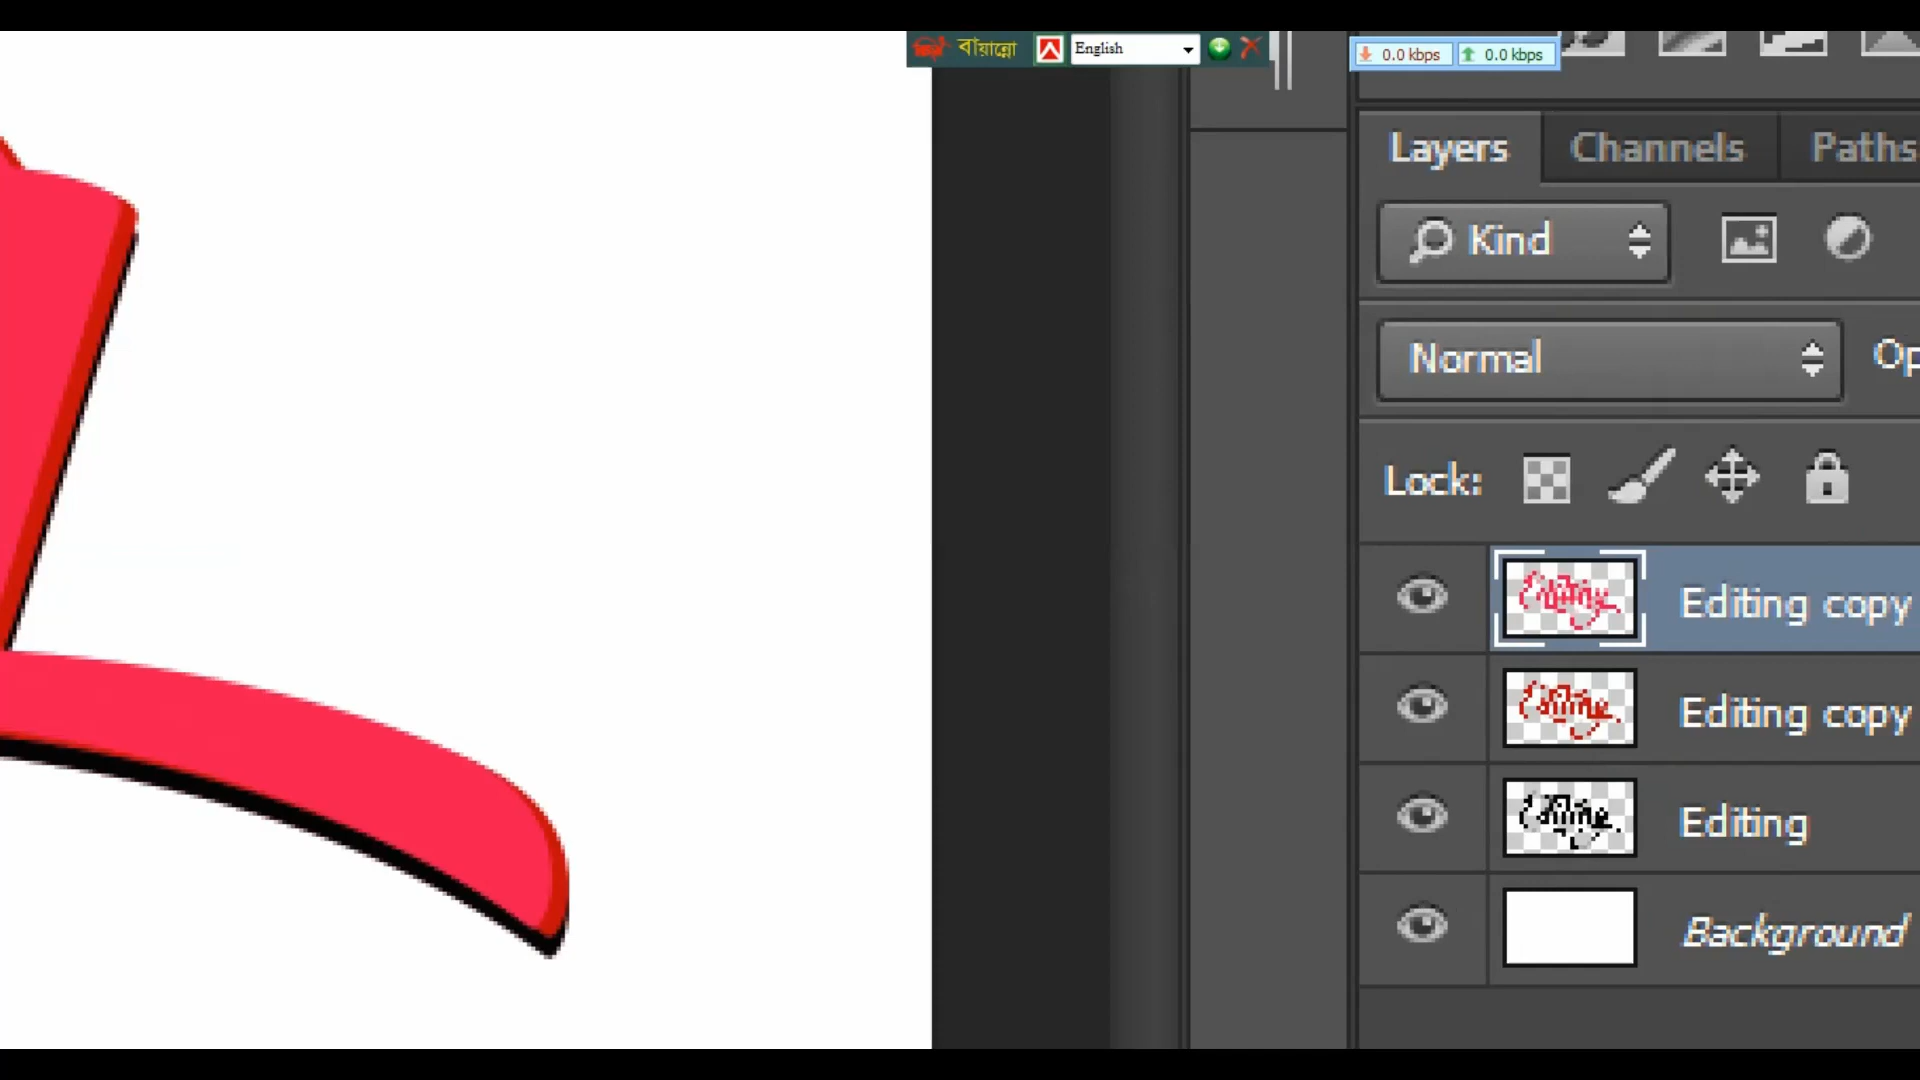 বায়ান্নো English
0.0 kbps 0.0 kbps
Layers Channels Paths
Kind
Normal Op
Lock:
Editing copy
Editing copy
Editing
Background